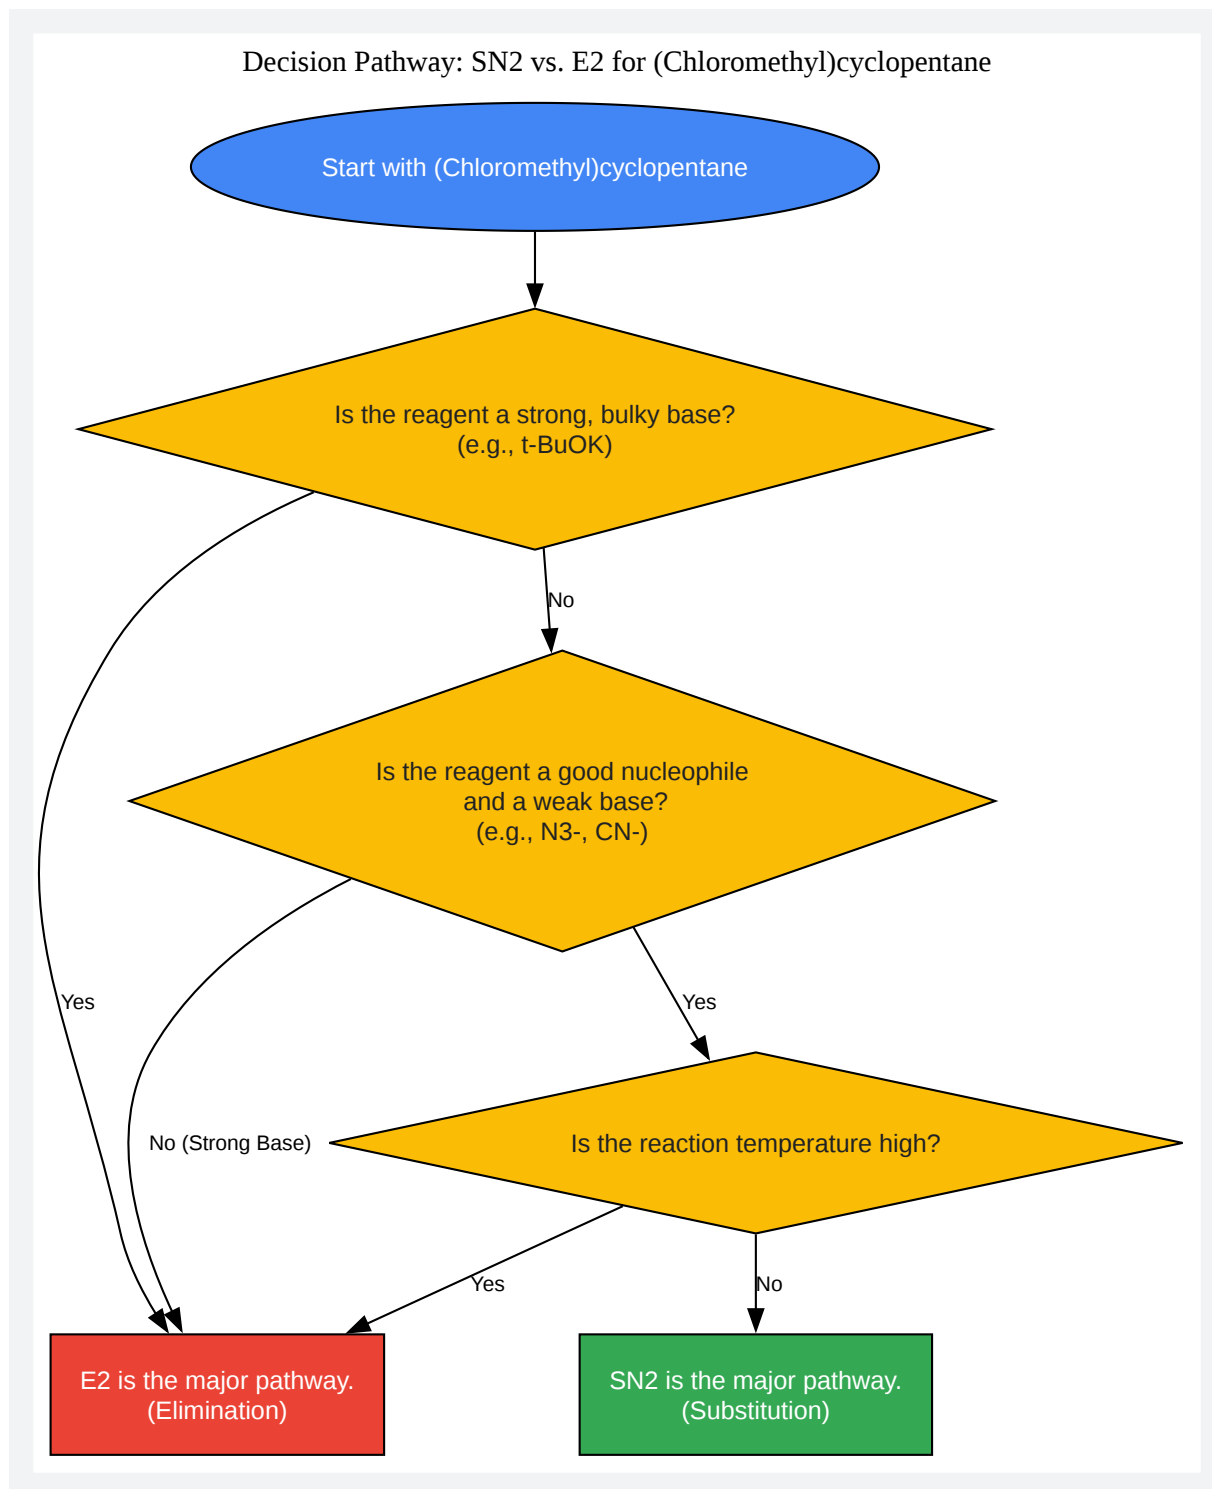 Decision Pathway: SN2 vs. E2 for (Chloromethyl)cyclopentane
Start with (Chloromethyl)cyclopentane
Is the reagent a strong, bulky base?
(e.g., t-BuOK)
No
Is the reagent a good nucleophile
and a weak base?
(e.g., N3-, CN-)
Yes
Yes
No (Strong Base)
Is the reaction temperature high?
Yes
No
E2 is the major pathway.
(Elimination)
SN2 is the major pathway.
(Substitution)